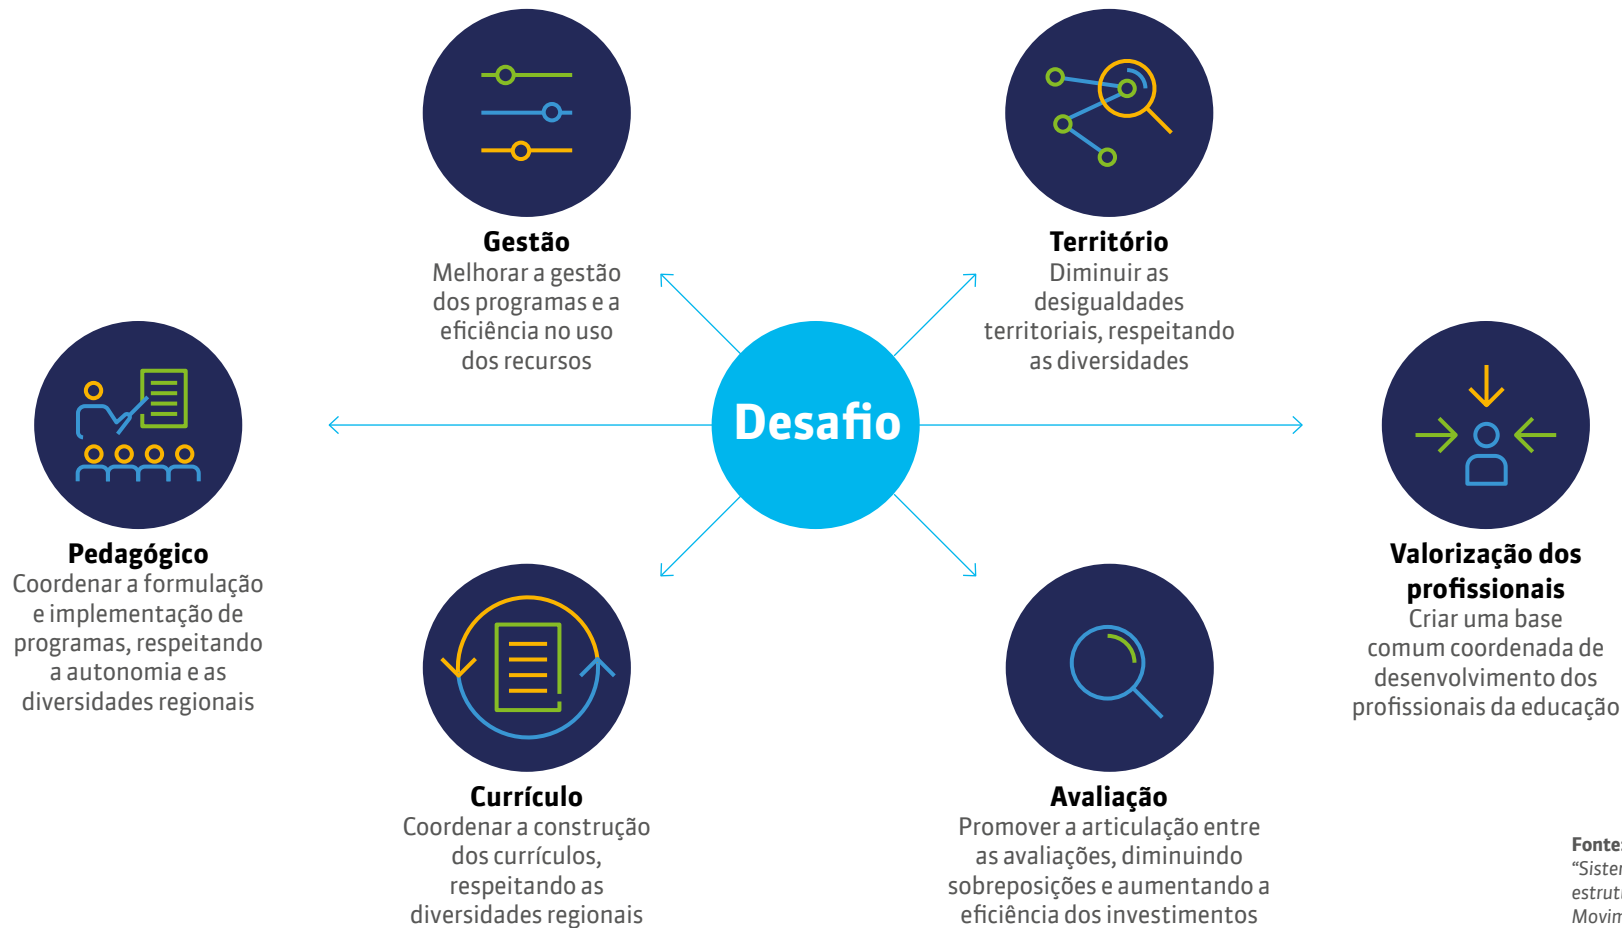 Gestão
Melhorar a gestão
dos programas e a
eficiência no uso
dos recursos
Território
Diminuir as
desigualdades
territoriais, respeitando
as diversidades
Desafio
Pedagógico
Coordenar a formulação
e implementação de
programas, respeitando
a autonomia e as
diversidades regionais
Valorização dos
profissionais
Criar uma base
comum coordenada de
desenvolvimento dos
profissionais da educação
Currículo
Coordenar a construção
dos currículos,
respeitando as
diversidades regionais
Avaliação
Promover a articulação entre
as avaliações, diminuindo
sobreposições e aumentando a
eficiência dos investimentos
Fonte: